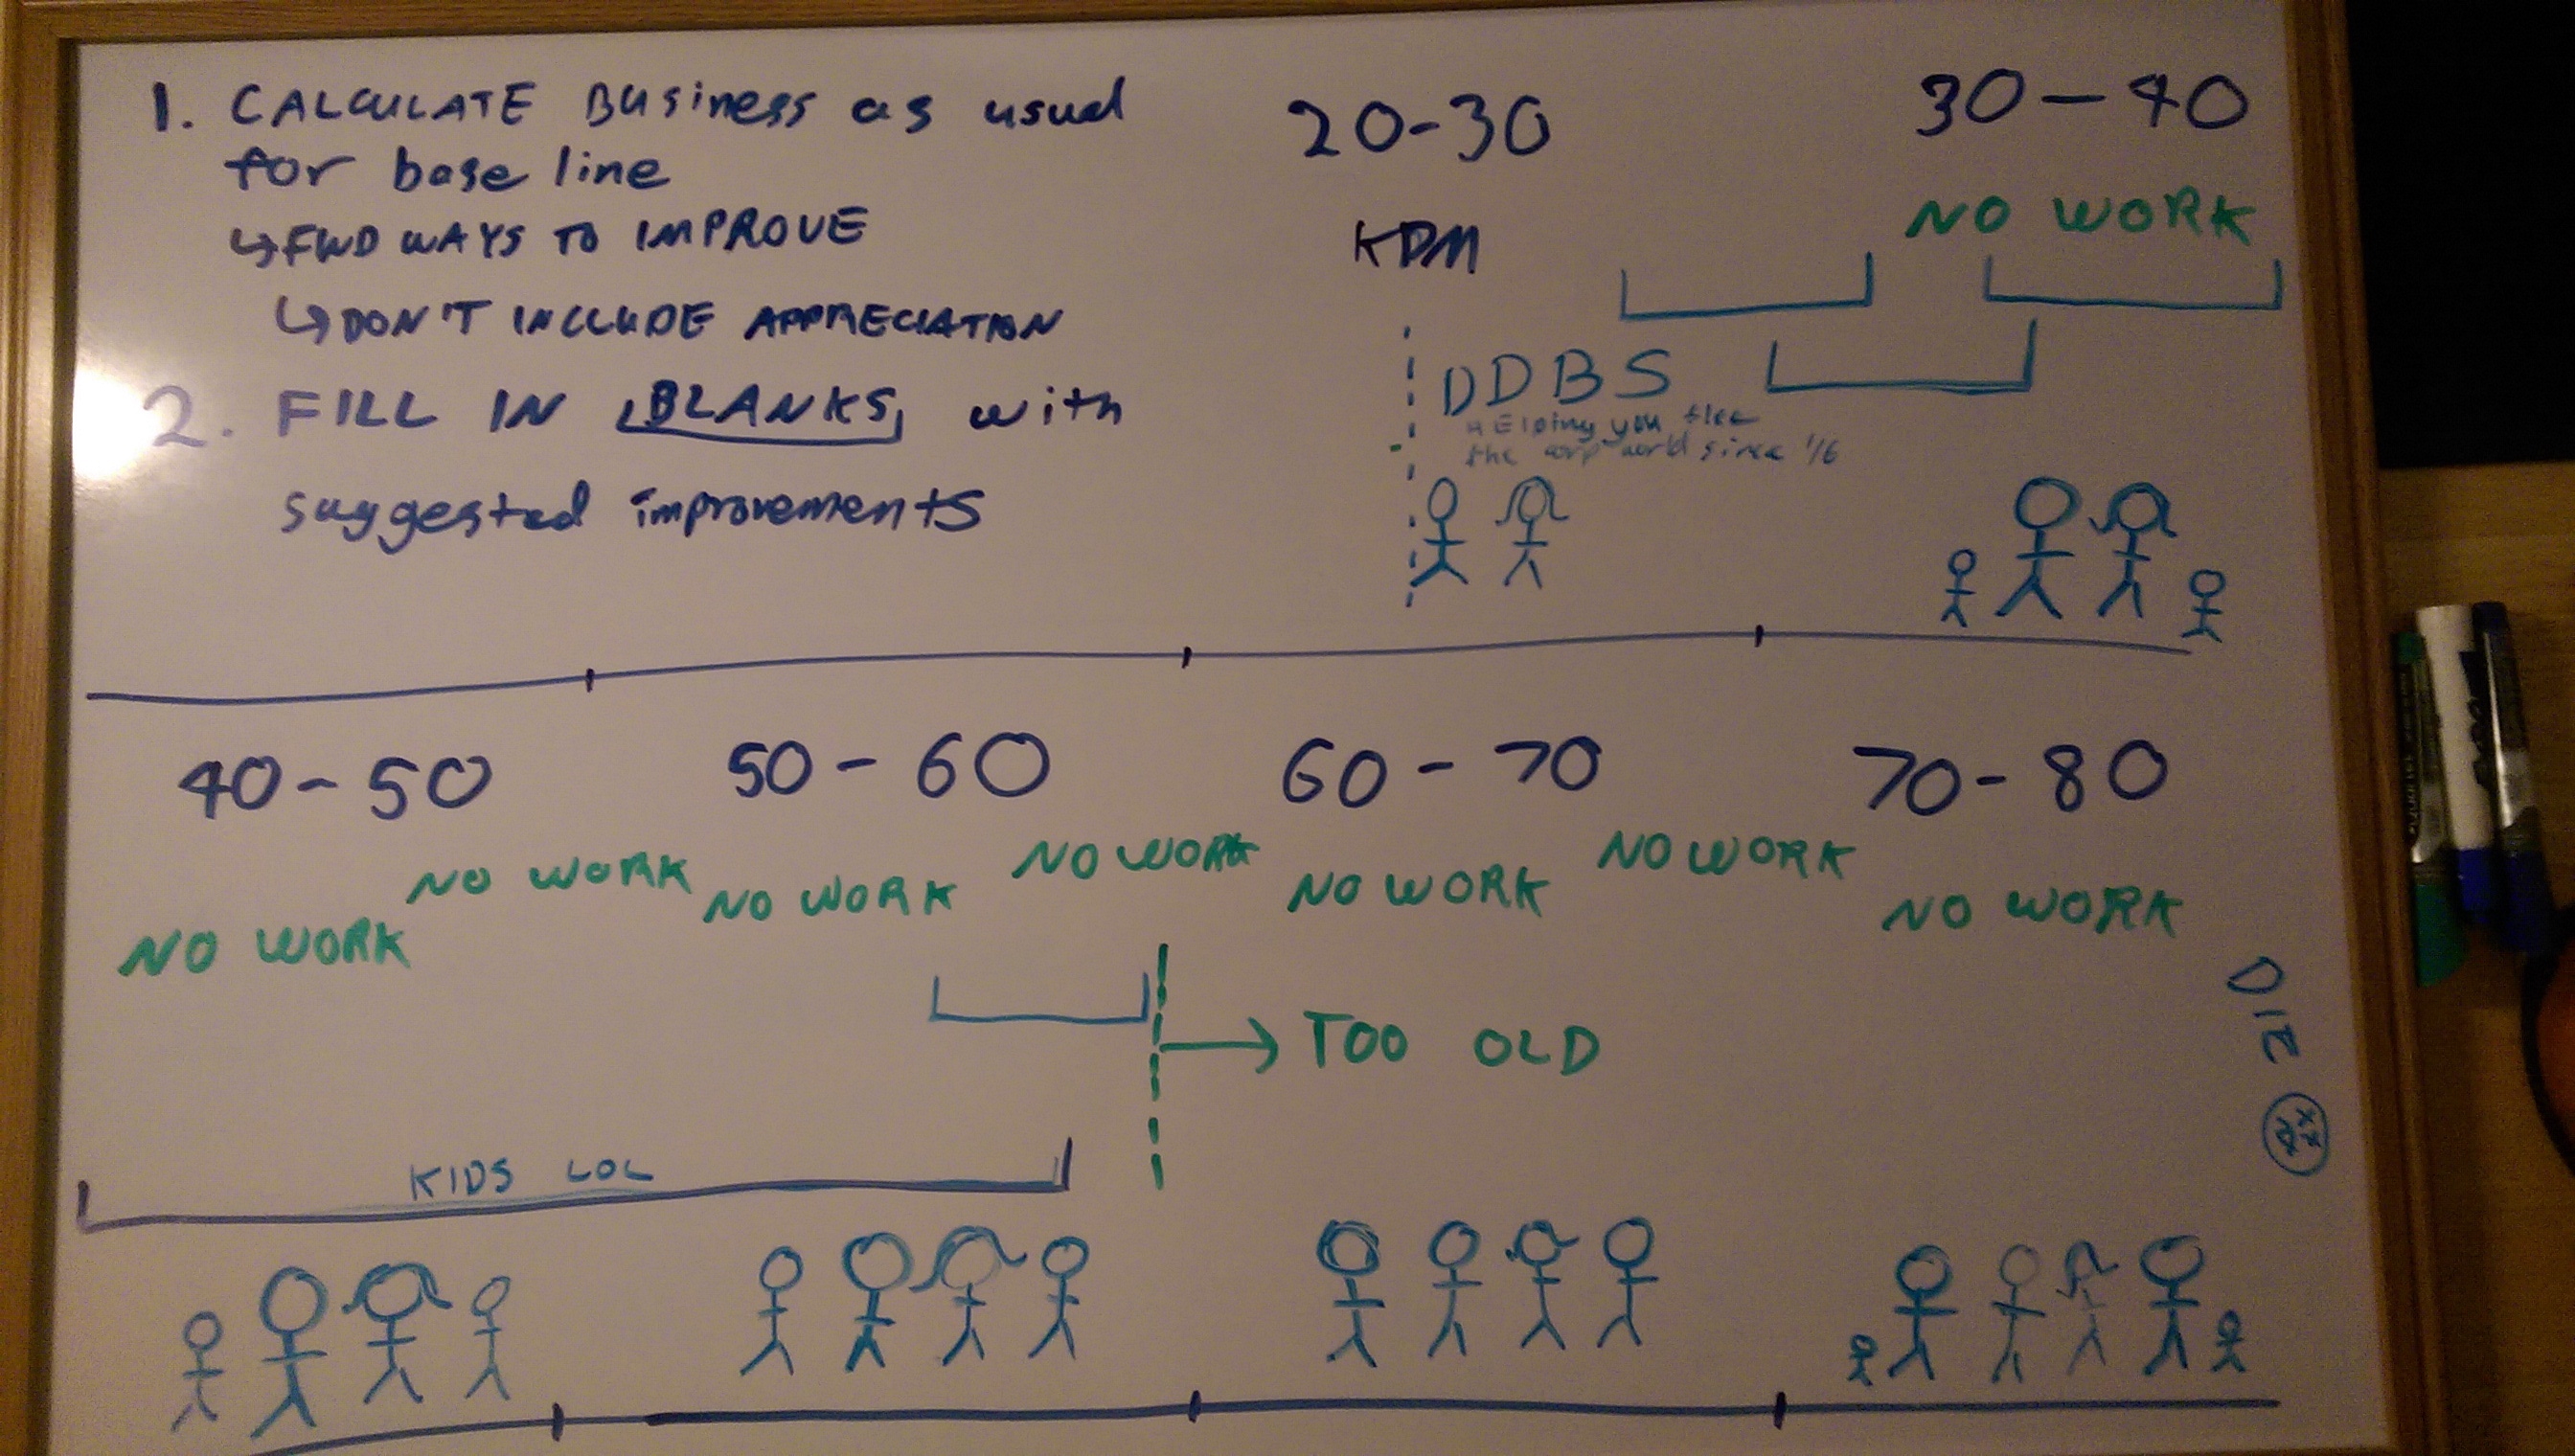 1. CALCULATE Business as usual
for base line
↳ FIND WAYS TO IMPROVE
↳ DON'T INCLUDE APPRECIATION
2. FILL IN BLANKS with
suggested improvements
20-30
KDM
DDBS
HElping you flee
the corp world since 1/6
30-40
NO WORK
40-50
NO WORK
NO WORK
50-60
NO WORK
NO WORK
60-70
NO WORK
NO WORK
70-80
NO WORK
→ TOO OLD
KIDS LOL
DIE